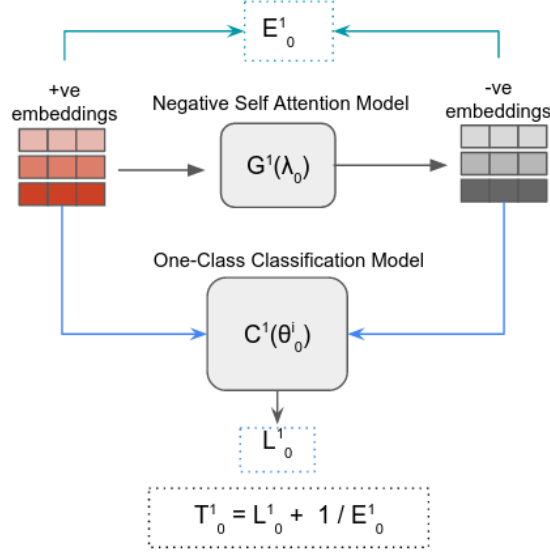 E¹₀
+ve
embeddings
-ve
embeddings
Negative Self Attention Model
G¹(λ₀)
One-Class Classification Model
C¹(θⁱ₀)
L¹₀
T¹₀ = L¹₀ + 1 / E¹₀